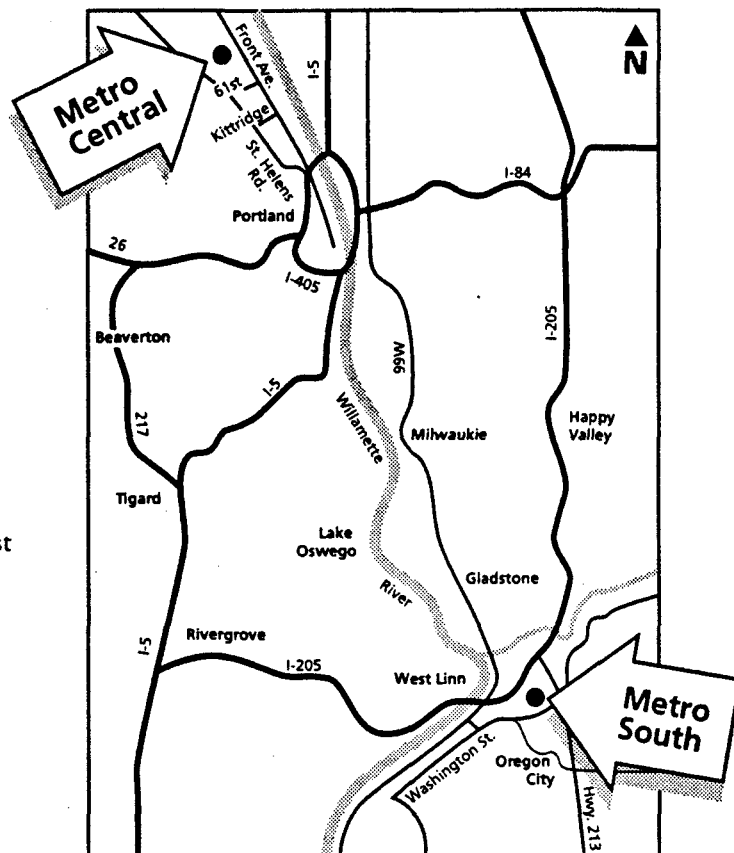 N
Metro
Central
Front Ave.
I-5
61st
Kittridge
St. Helens
Rd.
I-84
Portland
26
I-405
I-205
Beaverton
99W
I-5
217
Willamette
Milwaukie
Happy
Valley
Tigard
st
Lake
Oswego
Gladstone
River
Rivergrove
I-5
I-205
West Linn
Metro
South
Washington St.
Oregon
City
Hwy. 213